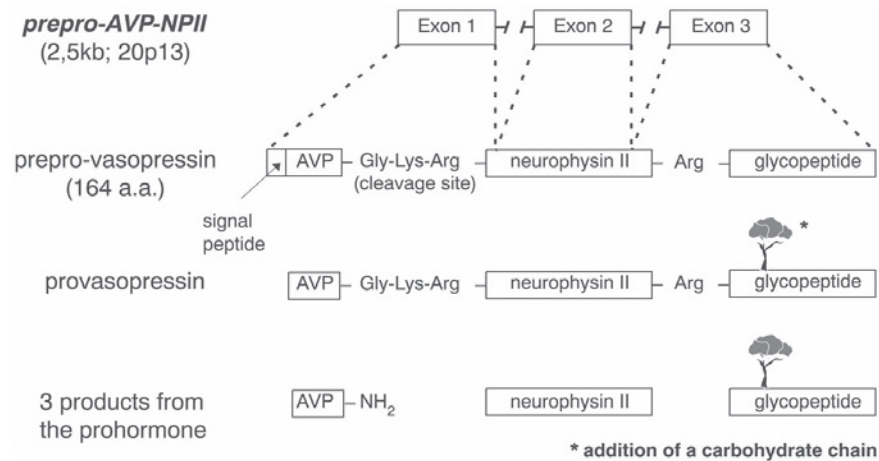 prepro-AVP-NPII
(2,5kb; 20p13)
Exon 1
Exon 2
Exon 3
prepro-vasopressin
(164 a.a.)
AVP
Gly-Lys-Arg
(cleavage site)
neurophysin II
Arg
glycopeptide
signal
peptide
*
provasopressin
AVP
Gly-Lys-Arg
neurophysin II
Arg
glycopeptide
3 products from
the prohormone
AVP
NH2
neurophysin II
glycopeptide
* addition of a carbohydrate chain